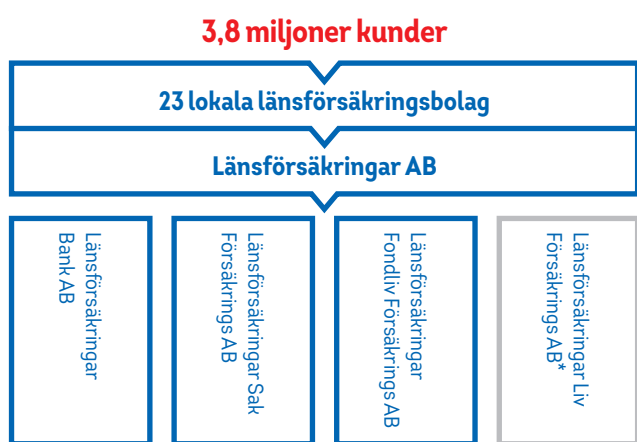 3,8 miljoner kunder
23 lokala länsförsäkringsbolag
Länsförsäkringar AB
Länsförsäkringar
Bank AB
Länsförsäkringar Sak
Försäkrings AB
Länsförsäkringar
Fondliv Försäkrings AB
Länsförsäkringar Liv
Försäkrings AB*